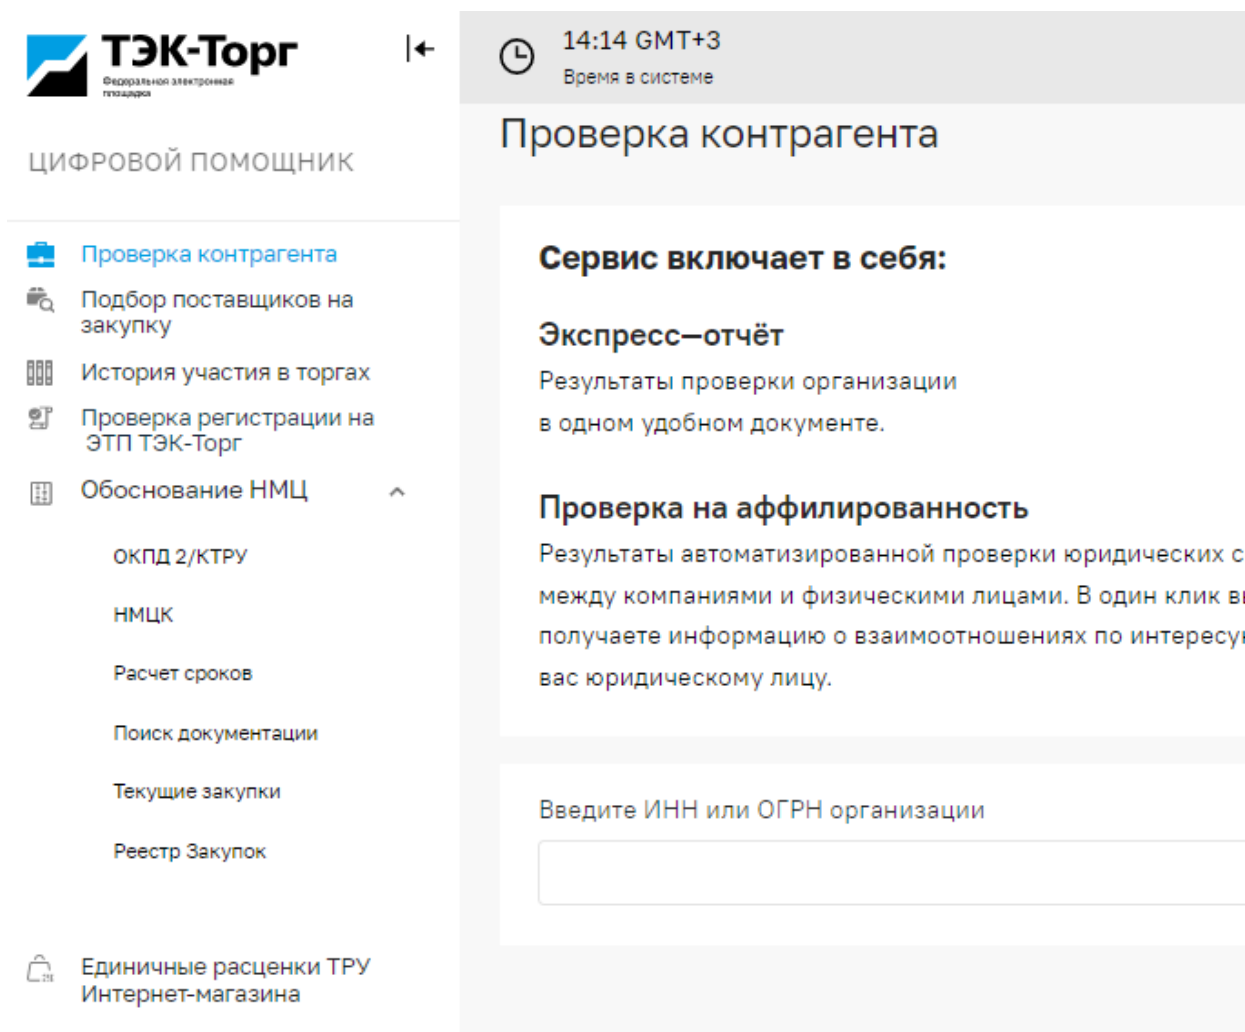 ТЭК-Торг
Федеральная электронная
площадка
ЦИФРОВОЙ ПОМОЩНИК
Проверка контрагента
Подбор поставщиков на
закупку
История участия в торгах
Проверка регистрации на
ЭТП ТЭК-Торг
Обоснование НМЦ
ОКПД 2/КТРУ
НМЦК
Расчет сроков
Поиск документации
Текущие закупки
Реестр Закупок
Единичные расценки ТРУ
Интернет-магазина
14:14 GMT+3
Время в системе
Проверка контрагента
Сервис включает в себя:
Экспресс—отчёт
Результаты проверки организации
в одном удобном документе.
Проверка на аффилированность
Результаты автоматизированной проверки юридических с
между компаниями и физическими лицами. В один клик
получаете информацию о взаимоотношениях по
вас юридическому лицу.
Введите ИНН или ОГРН организации